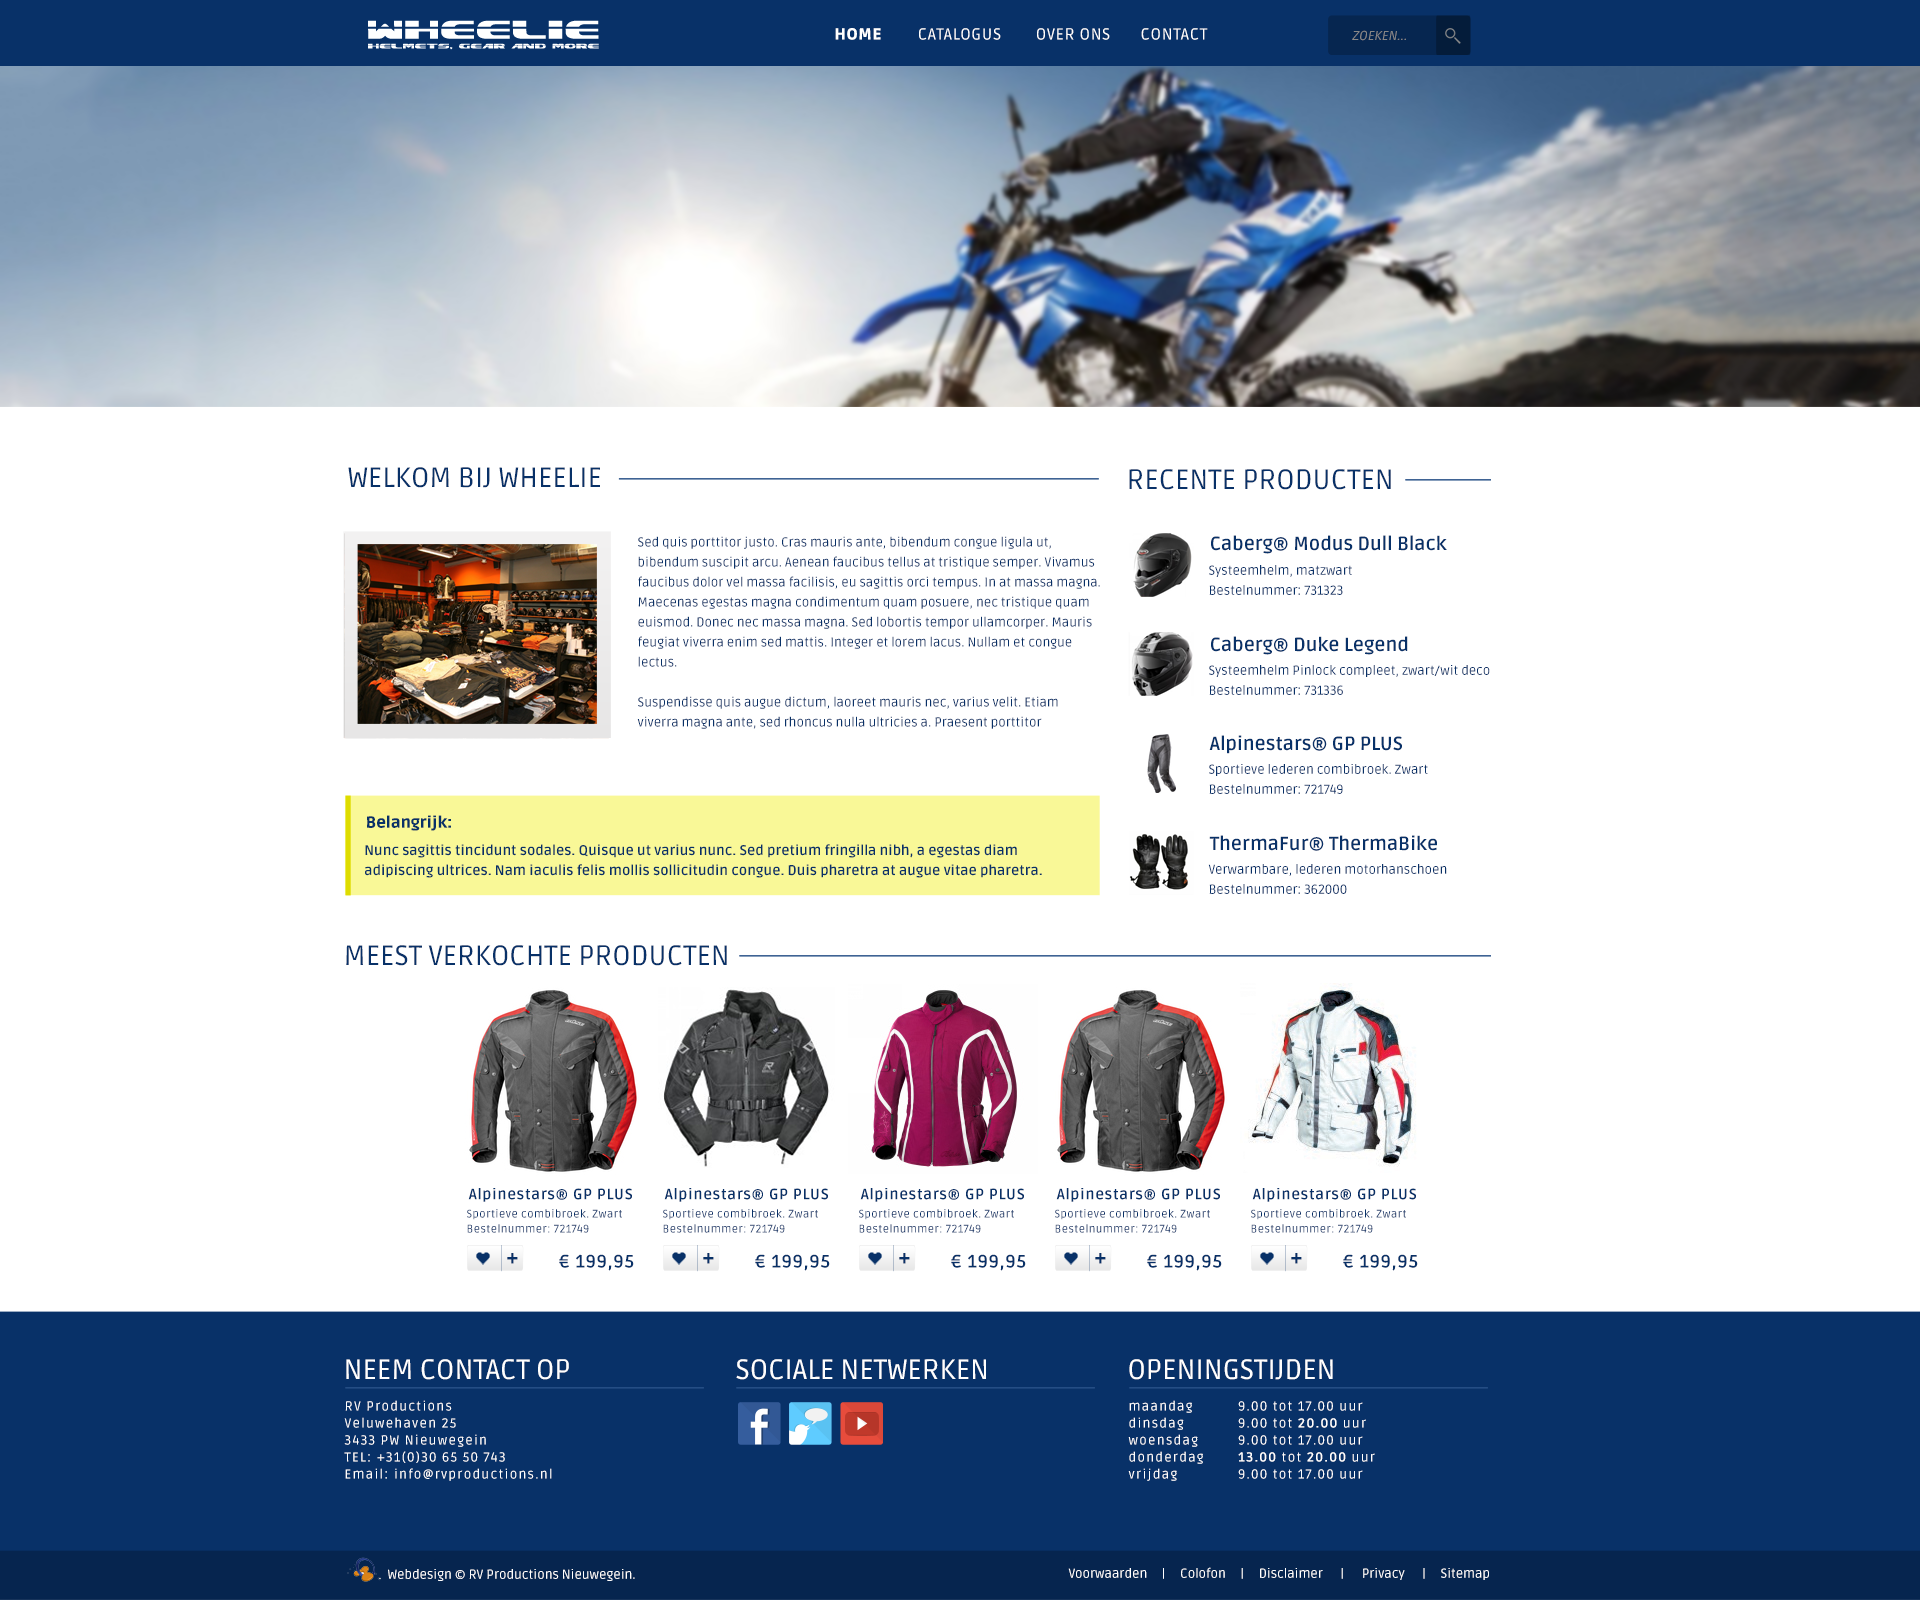 WHEELIE
HELMETS, GEAR AND MORE
HOME
CATALOGUS
OVER ONS
CONTACT
ZOEKEN...
WELKOM BIJ WHEELIE
Sed quis porttitor justo. Cras mauris ante, bibendum congue ligula ut,
bibendum suscipit arcu. Aenean faucibus tellus at tristique semper. Vivamus
faucibus dolor vel massa facilisis, eu sagittis orci tempus. In at massa magna.
Maecenas egestas magna condimentum quam posuere, nec tristique quam
euismod. Donec nec massa magna. Sed lobortis tempor ullamcorper. Mauris
feugiat viverra enim sed mattis. Integer et lorem lacus. Nullam et congue
lectus.
Suspendisse quis augue dictum, laoreet mauris nec, varius velit. Etiam
viverra magna ante, sed rhoncus nulla ultricies a. Praesent porttitor
Belangrijk:
Nunc sagittis tincidunt sodales. Quisque ut varius nunc. Sed pretium fringilla nibh, a egestas diam
adipiscing ultrices. Nam iaculis felis mollis sollicitudin congue. Duis pharetra at augue vitae pharetra.
RECENTE PRODUCTEN
Caberg® Modus Dull Black
Systeemhelm, matzwart
Bestelnummer: 731323
Caberg® Duke Legend
Systeemhelm Pinlock compleet, zwart/wit deco
Bestelnummer: 731336
Alpinestars® GP PLUS
Sportieve lederen combibroek. Zwart
Bestelnummer: 721749
ThermaFur® ThermaBike
Verwarmbare, lederen motorhanschoen
Bestelnummer: 362000
MEEST VERKOCHTE PRODUCTEN
Alpinestars® GP PLUS
Sportieve combibroek. Zwart
Bestelnummer: 721749
+
€ 199,95
Alpinestars® GP PLUS
Sportieve combibroek. Zwart
Bestelnummer: 721749
+
€ 199,95
Alpinestars® GP PLUS
Sportieve combibroek. Zwart
Bestelnummer: 721749
+
€ 199,95
Alpinestars® GP PLUS
Sportieve combibroek. Zwart
Bestelnummer: 721749
+
€ 199,95
Alpinestars® GP PLUS
Sportieve combibroek. Zwart
Bestelnummer: 721749
+
€ 199,95
NEEM CONTACT OP
RV Productions
Veluwehaven 25
3433 PW Nieuwegein
TEL: +31(0)30 65 50 743
Email: info@rvproductions.nl
SOCIALE NETWERKEN
f
OPENINGSTIJDEN
maandag 9.00 tot 17.00 uur
dinsdag 9.00 tot 20.00 uur
woensdag 9.00 tot 17.00 uur
donderdag 13.00 tot 20.00 uur
vrijdag 9.00 tot 17.00 uur
. Webdesign © RV Productions Nieuwegein.
Voorwaarden | Colofon | Disclaimer | Privacy | Sitemap